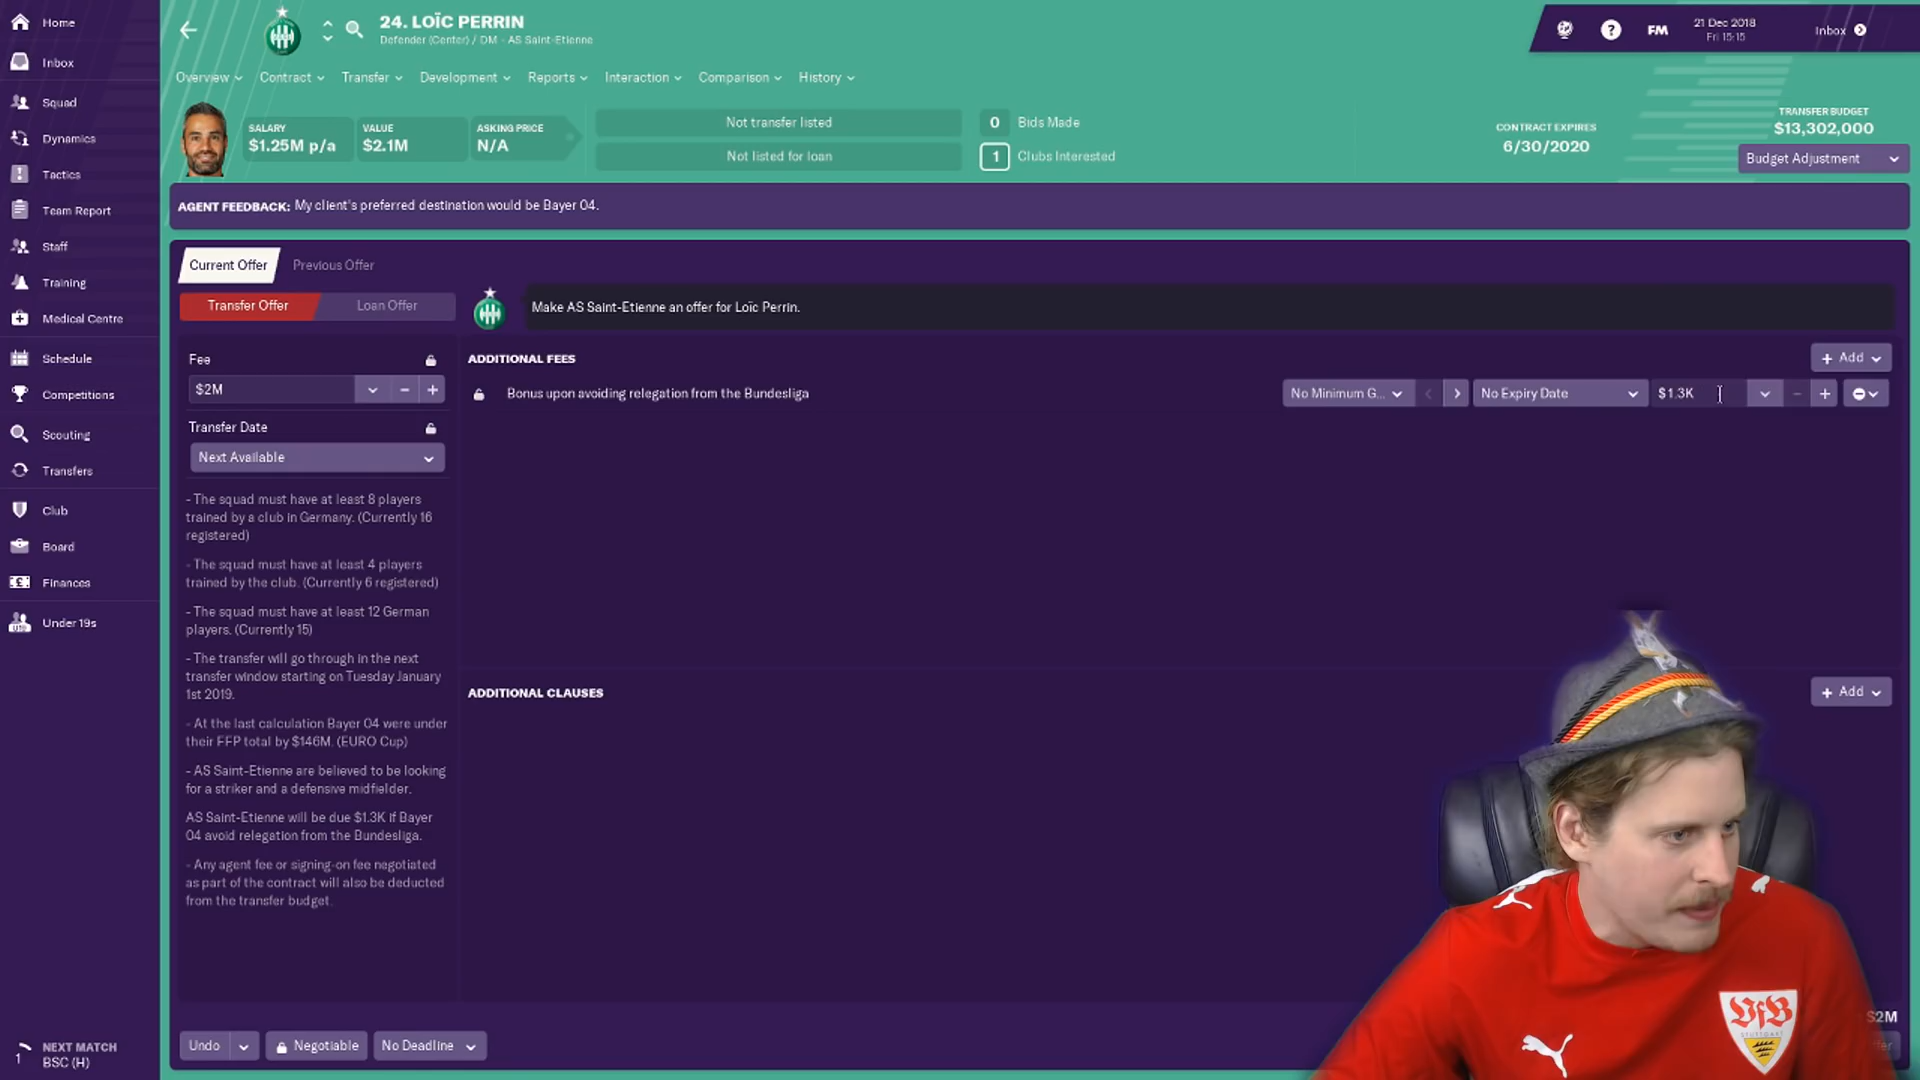 Home
Inbox
Squad
Dynamics
Tactics
Team Report
Staff
Training
Medical Centre
Schedule
Competitions
Scouting
Transfers
Club
Board
Finances
Under 19s
1
NEXT MATCH
BSC (H)
24. LOÏC PERRIN
Defender (Center) / DM - AS Saint-Etienne
FM
21 Dec 2018
Fri 15:15
Inbox
Overview
Contract
Transfer
Development
Reports
Interaction
Comparison
History
SALARY
$1.25M p/a
VALUE
$2.1M
ASKING PRICE
N/A
Not transfer listed
Not listed for loan
0 Bids Made
1 Clubs Interested
CONTRACT EXPIRES
6/30/2020
TRANSFER BUDGET
$13,302,000
Budget Adjustment
AGENT FEEDBACK: My client's preferred destination would be Bayer 04.
Current Offer
Previous Offer
Transfer Offer
Loan Offer
Make AS Saint-Etienne an offer for Loïc Perrin.
Fee
$2M
Transfer Date
Next Available
- The squad must have at least 8 players
trained by a club in Germany. (Currently 16
registered)
- The squad must have at least 4 players
trained by the club. (Currently 6 registered)
- The squad must have at least 12 German
players. (Currently 15)
- The transfer will go through in the next
transfer window starting on Tuesday January
1st 2019.
- At the last calculation Bayer 04 were under
their FFP total by $146M. (EURO Cup)
- AS Saint-Etienne are believed to be looking
for a striker and a defensive midfielder.
AS Saint-Etienne will be due $1.3K if Bayer
04 avoid relegation from the Bundesliga.
- Any agent fee or signing-on fee negotiated
as part of the contract will also be deducted
from the transfer budget.
ADDITIONAL FEES
+ Add
Bonus upon avoiding relegation from the Bundesliga
No Minimum G...
No Expiry Date
$1.3K
ADDITIONAL CLAUSES
+ Add
Undo
Negotiable
No Deadline
$2M
VfB
STUTTGART